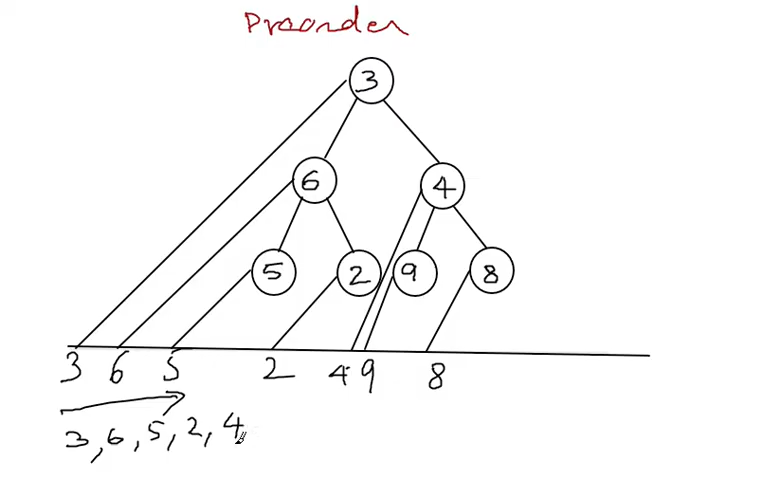 Preorder
3
6 4
5 2 9 8
3 6 5 2 4 9 8
3, 6, 5, 2, 4,